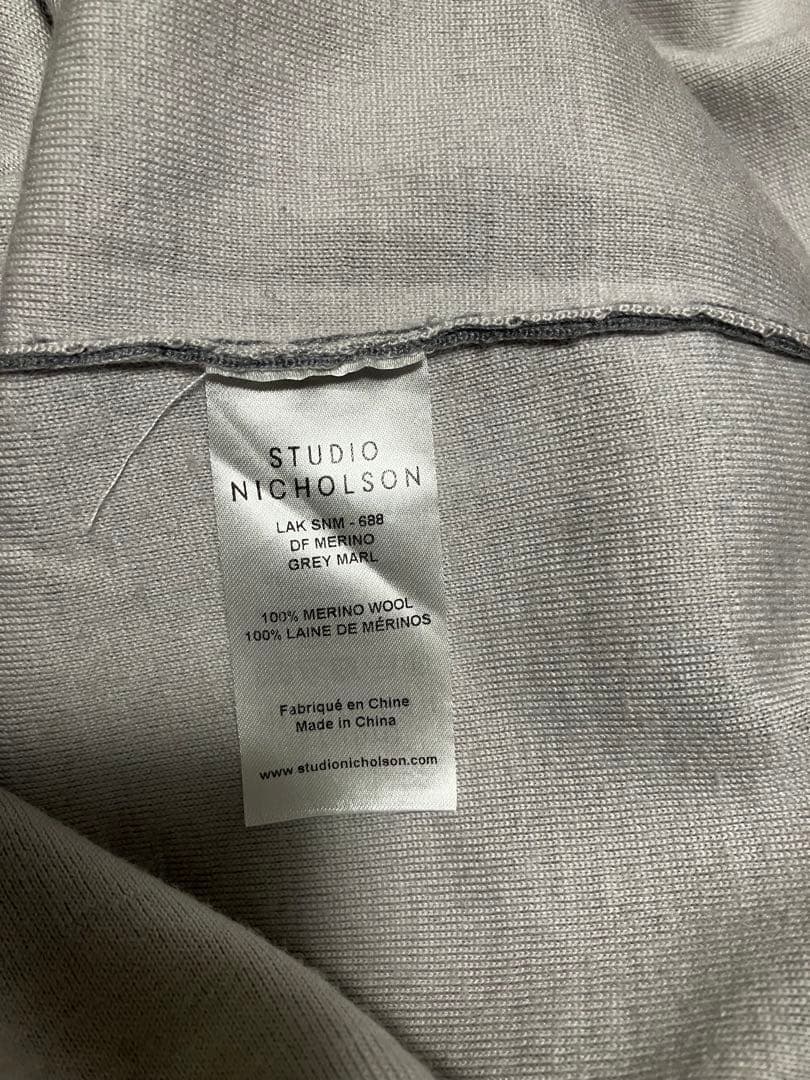 STUDIO
NICHOLSON
LAK SNM - 688
DF MERINO
GREY MARL
100% MERINO WOOL
100% LAINE DE MÉRINOS
Fabriqué en Chine
Made in China
www.studionicholson.com